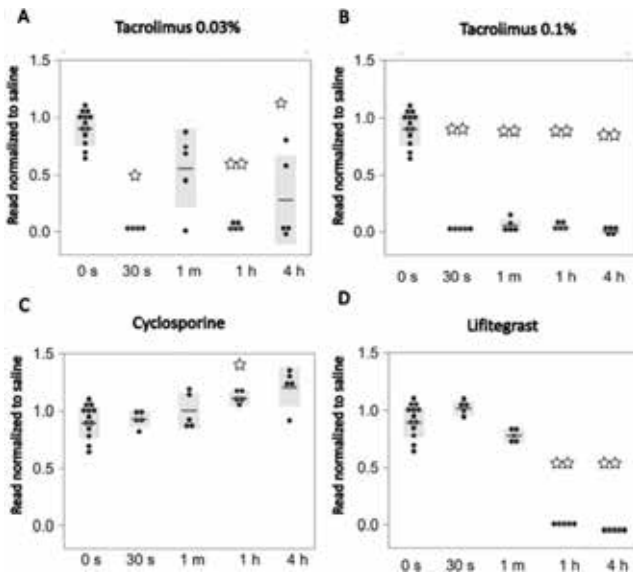 A
Tacrolimus 0.03%
Read normalized to saline
1.5
1.0
0.5
0.0
0 s 30 s 1 m 1 h 4 h
B
Tacrolimus 0.1%
Read normalized to saline
1.5
1.0
0.5
0.0
0 s 30 s 1 m 1 h 4 h
C
Cyclosporine
Read normalized to saline
1.5
1.0
0.5
0.0
0 s 30 s 1 m 1 h 4 h
D
Lifitegrast
Read normalized to saline
1.5
1.0
0.5
0.0
0 s 30 s 1 m 1 h 4 h